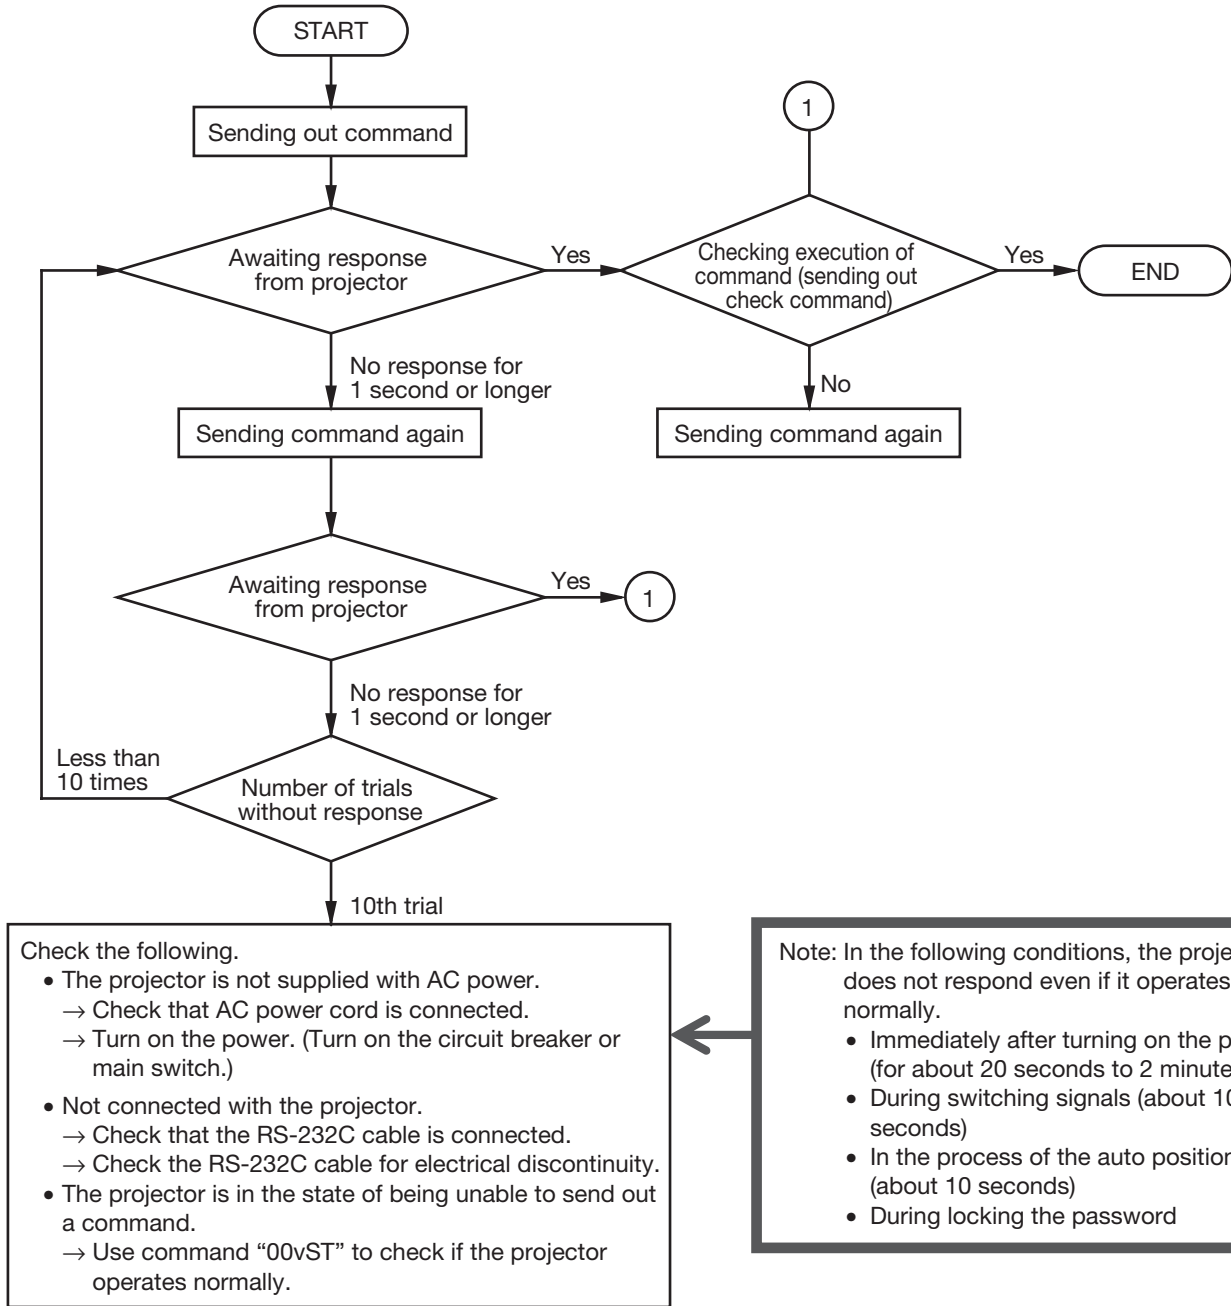 START
Sending out command
Awaiting response
from projector
Yes
1
Checking execution of
command (sending out
check command)
Yes
END
No response for
1 second or longer
No
Sending command again
Sending command again
Awaiting response
from projector
Yes
1
No response for
1 second or longer
Less than
10 times
Number of trials
without response
10th trial
Check the following.
• The projector is not supplied with AC power.
→ Check that AC power cord is connected.
→ Turn on the power. (Turn on the circuit breaker or
main switch.)
• Not connected with the projector.
→ Check that the RS-232C cable is connected.
→ Check the RS-232C cable for electrical discontinuity.
• The projector is in the state of being unable to send out
a command.
→ Use command “00vST” to check if the projector
operates normally.
Note: In the following conditions, the
does not respond even if it operates
normally.
• Immediately after turning on the
(for about 20 seconds to 2
• During switching signals (about
seconds)
• In the process of the auto
(about 10 seconds)
• During locking the password